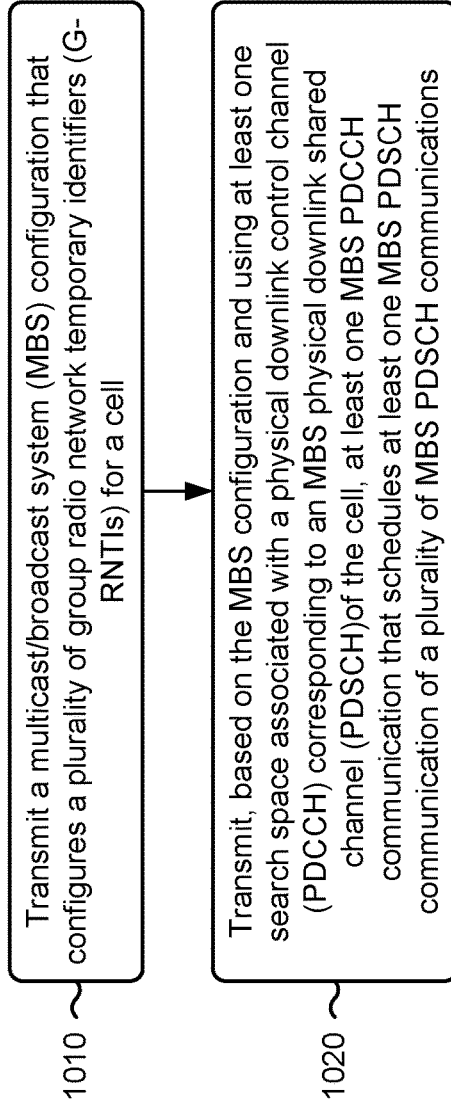 1010
Transmit a multicast/broadcast system (MBS) configuration that
configures a plurality of group radio network temporary identifiers (G-
RNTIs) for a cell
1020
Transmit, based on the MBS configuration and using at least one
search space associated with a physical downlink control channel
(PDCCH) corresponding to an MBS physical downlink shared
channel (PDSCH)of the cell, at least one MBS PDCCH
communication that schedules at least one MBS PDSCH
communication of a plurality of MBS PDSCH communications